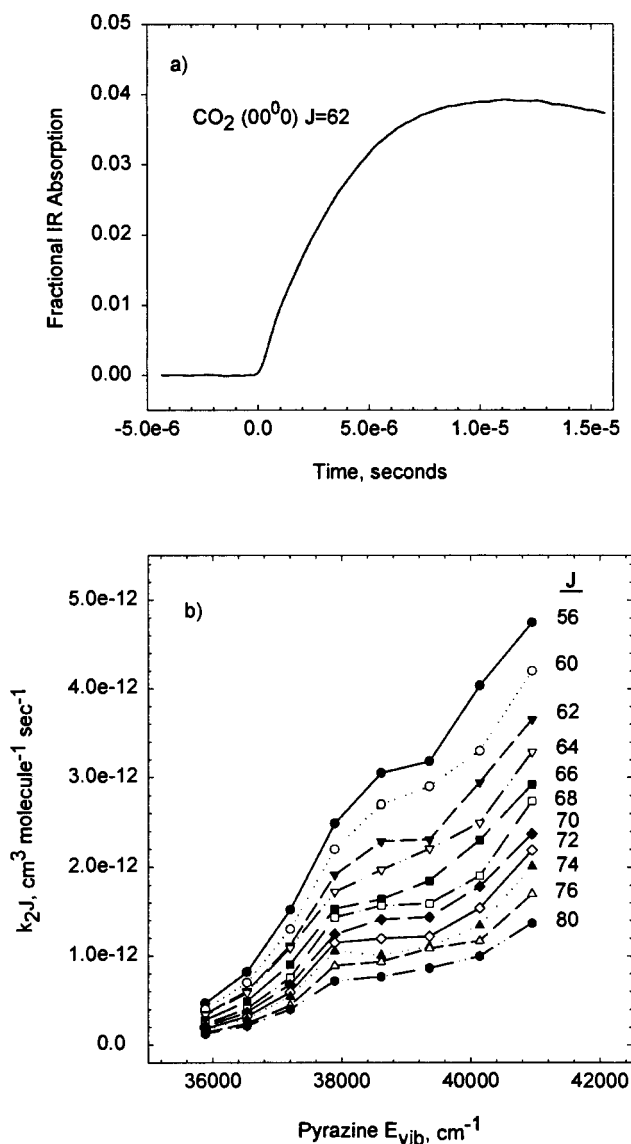 a)
CO₂ (00⁰0) J=62
Fractional IR Absorption
0.05
0.04
0.03
0.02
0.01
0.00
-5.0e-6 0.0 5.0e-6 1.0e-5 1.5e-5
Time, seconds
b)
J
56
60
62
64
66
68
70
72
74
76
80
k₂J, cm³ molecule⁻¹ sec⁻¹
5.0e-12
4.0e-12
3.0e-12
2.0e-12
1.0e-12
0.0
36000 38000 40000 42000
Pyrazine Eᵥᵢb, cm⁻¹